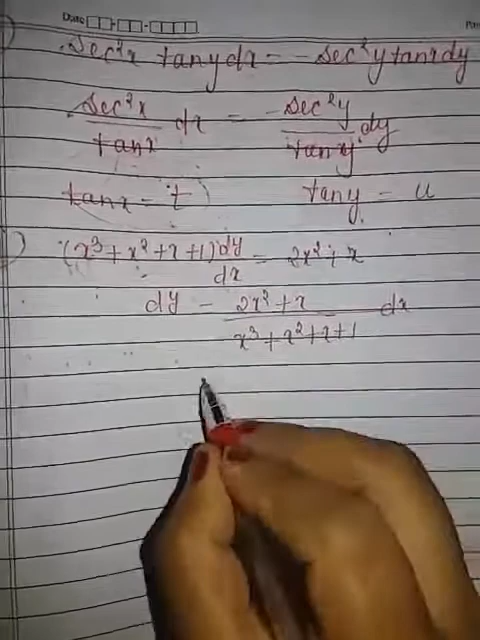 Date
sec²x tany dx = - sec²y tanx dy
sec²x/tanx dx = - sec²y/tany dy
tanx = t tany = u
(x³+x²+x+1) dy/dx = 2x²+x
dy = 2x²+x/x³+x²+x+1 dx